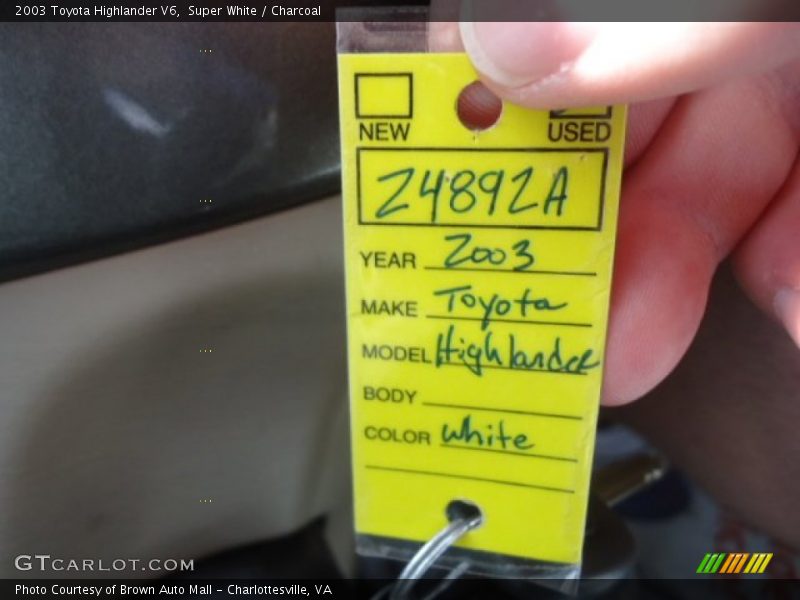 2003 Toyota Highlander V6, Super White / Charcoal
NEW USED
24892A
YEAR 2003
MAKE Toyota
MODEL Highlander
BODY
COLOR white
GTCARLOT.COM
Photo Courtesy of Brown Auto Mall - Charlottesville, VA